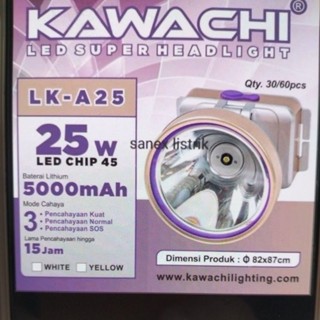 KAWACHI®
LED SUPER HEADLIGHT
Qty. 30/60pcs
LK-A25
sanex listrik
25 W
LED CHIP 45
Baterai Lithium
5000mAh
Mode Cahaya
3 • Pencahayaan Kuat
• Pencahayaan Normal
• Pencahayaan SOS
Lama Pencahayaan hingga
15 Jam
WHITE YELLOW
Dimensi Produk : Φ 82x87cm
www.kawachilighting.com